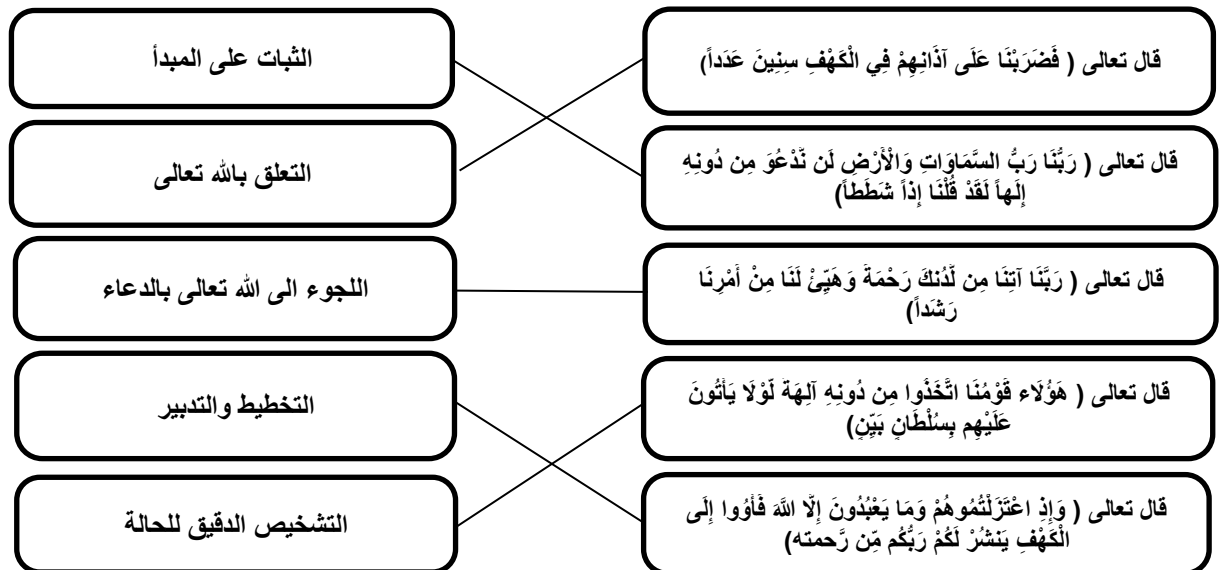 قال تعالى ( فَضَرَبْنَا عَلَى آذَانِهِمْ فِي الْكَهْفِ سِنِينَ عَدَداً)
الثبات على المبدأ
قال تعالى ( رَبُّنَا رَبُّ السَّمَاوَاتِ وَالْأَرْضِ لَن نَّدْعُوَ مِن دُونِهِ
إِلَهاً لَقَدْ قُلْنَا إِذاً شَطَطاً)
التعلق بالله تعالى
قال تعالى ( رَبَّنَا آتِنَا مِن لَّدُنكَ رَحْمَةً وَهَيِّئْ لَنَا مِنْ أَمْرِنَا
رَشَداً)
اللجوء الى الله تعالى بالدعاء
قال تعالى ( هَؤُلَاء قَوْمُنَا اتَّخَذُوا مِن دُونِهِ آلِهَةً لَّوْلَا يَأْتُونَ
عَلَيْهِم بِسُلْطَانٍ بَيِّنٍ)
التخطيط والتدبير
قال تعالى ( وَإِذِ اعْتَزَلْتُمُوهُمْ وَمَا يَعْبُدُونَ إِلَّا اللَّهَ فَأْوُوا إِلَى
الْكَهْفِ يَنشُرْ لَكُمْ رَبُّكُم مِّن رَّحمته)
التشخيص الدقيق للحالة